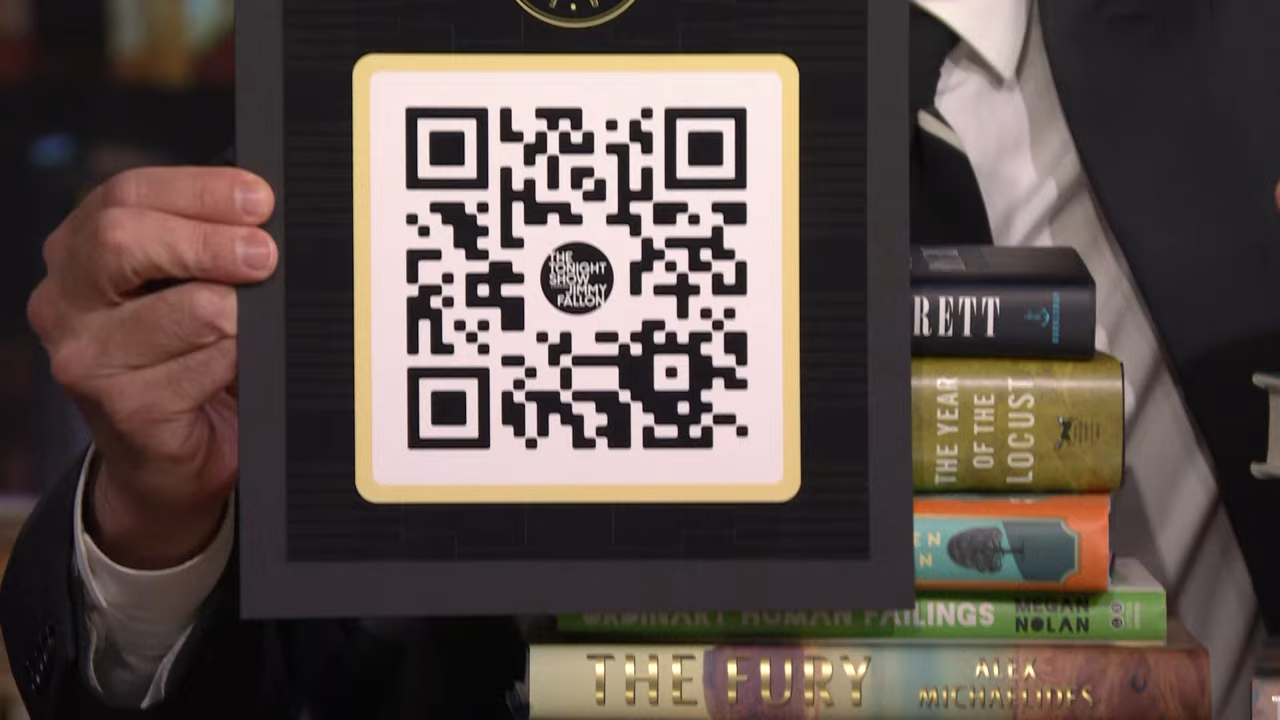 THE
TONIGHT
SHOW
JIMMY
FALLON
RETT
THE YEAR
OF THE
LOCUST
ORDINARY HUMAN FAILINGS
MEGAN
NOLAN
THE FURY
ALEX
MICHAELIDES